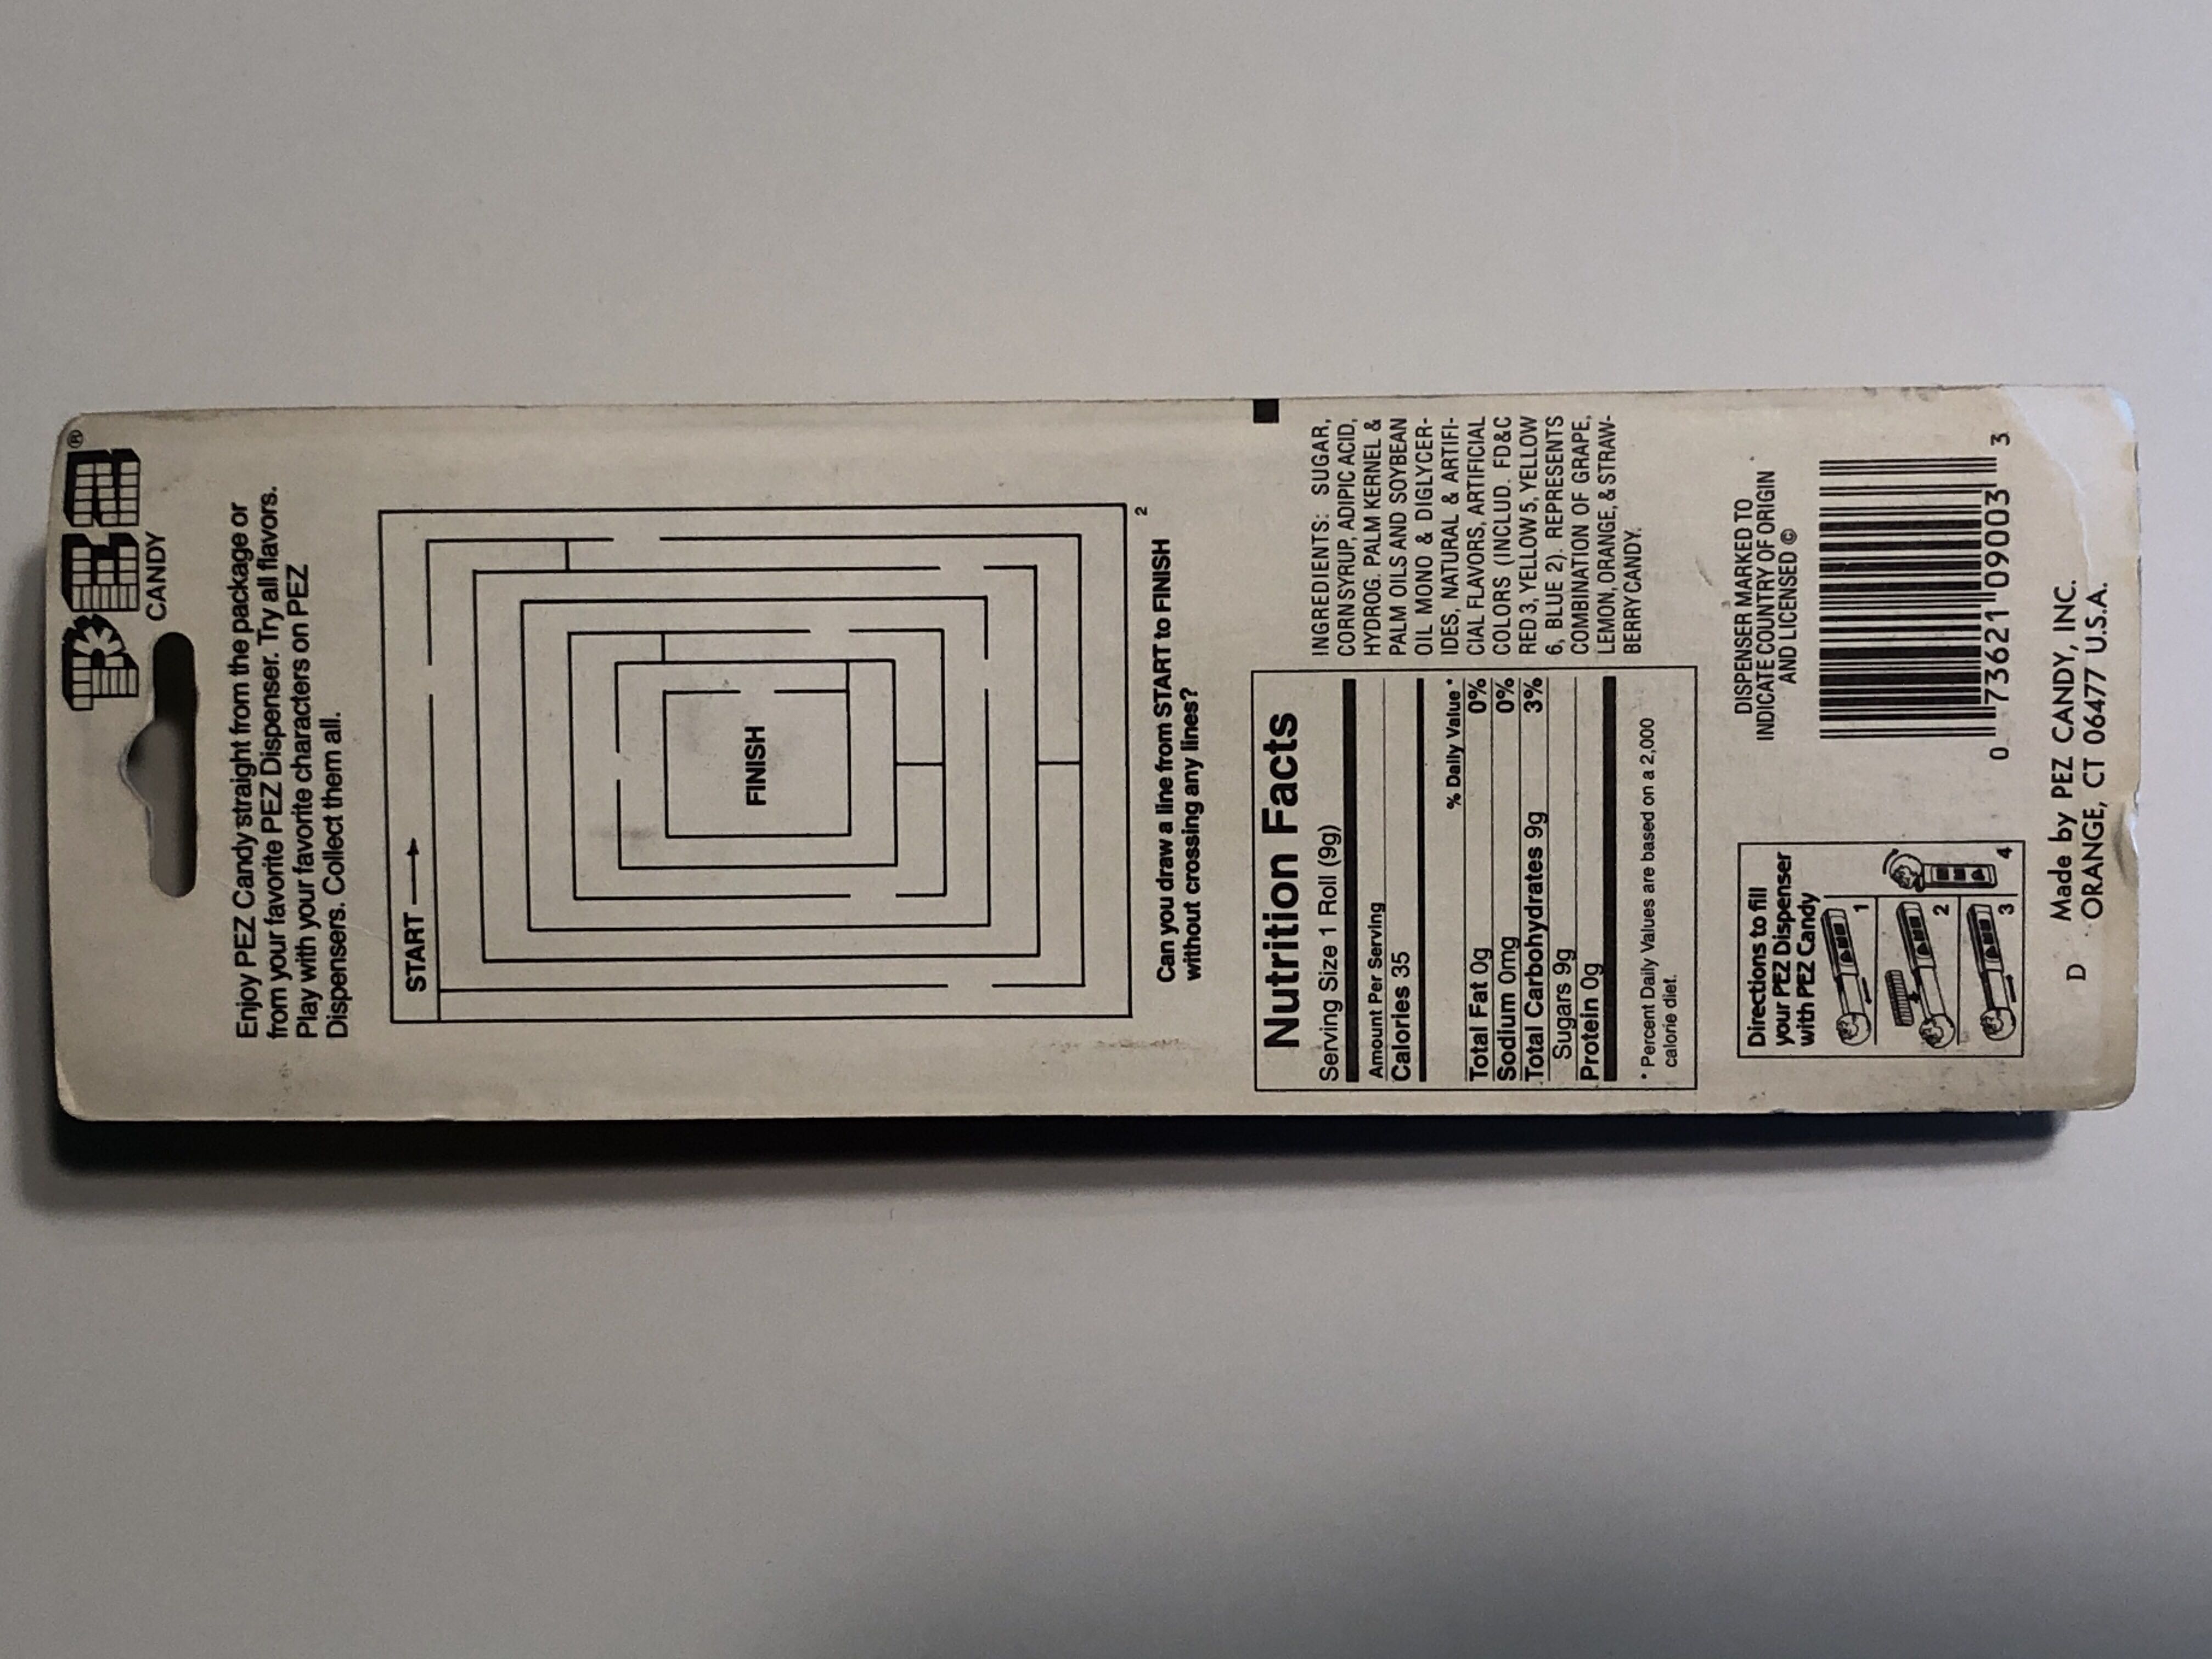 PEZ®
CANDY
Enjoy PEZ Candy straight from the package or
from your favorite PEZ Dispenser. Try all flavors.
Play with your favorite characters on PEZ
Dispensers. Collect them all.
START
FINISH
2
Can you draw a line from START to FINISH
without crossing any lines?
Nutrition Facts
Serving Size 1 Roll (9g)
Amount Per Serving
Calories 35
% Daily Value *
Total Fat 0g 0%
Sodium 0mg 0%
Total Carbohydrates 9g 3%
Sugars 9g
Protein 0g
* Percent Daily Values are based on a 2,000
calorie diet.
INGREDIENTS: SUGAR,
CORN SYRUP, ADIPIC ACID,
HYDROG. PALM KERNEL &
PALM OILS AND SOYBEAN
OIL MONO & DIGLYCER-
IDES, NATURAL & ARTIFI-
CIAL FLAVORS, ARTIFICIAL
COLORS (INCLUD. FD&C
RED 3, YELLOW 5, YELLOW
6, BLUE 2). REPRESENTS
COMBINATION OF GRAPE,
LEMON, ORANGE, & STRAW-
BERRY CANDY.
Directions to fill
your PEZ Dispenser
with PEZ Candy
1
2
3
4
DISPENSER MARKED TO
INDICATE COUNTRY OF ORIGIN
AND LICENSED ©
0 73621 09003 3
D Made by PEZ CANDY, INC.
ORANGE, CT 06477 U.S.A.